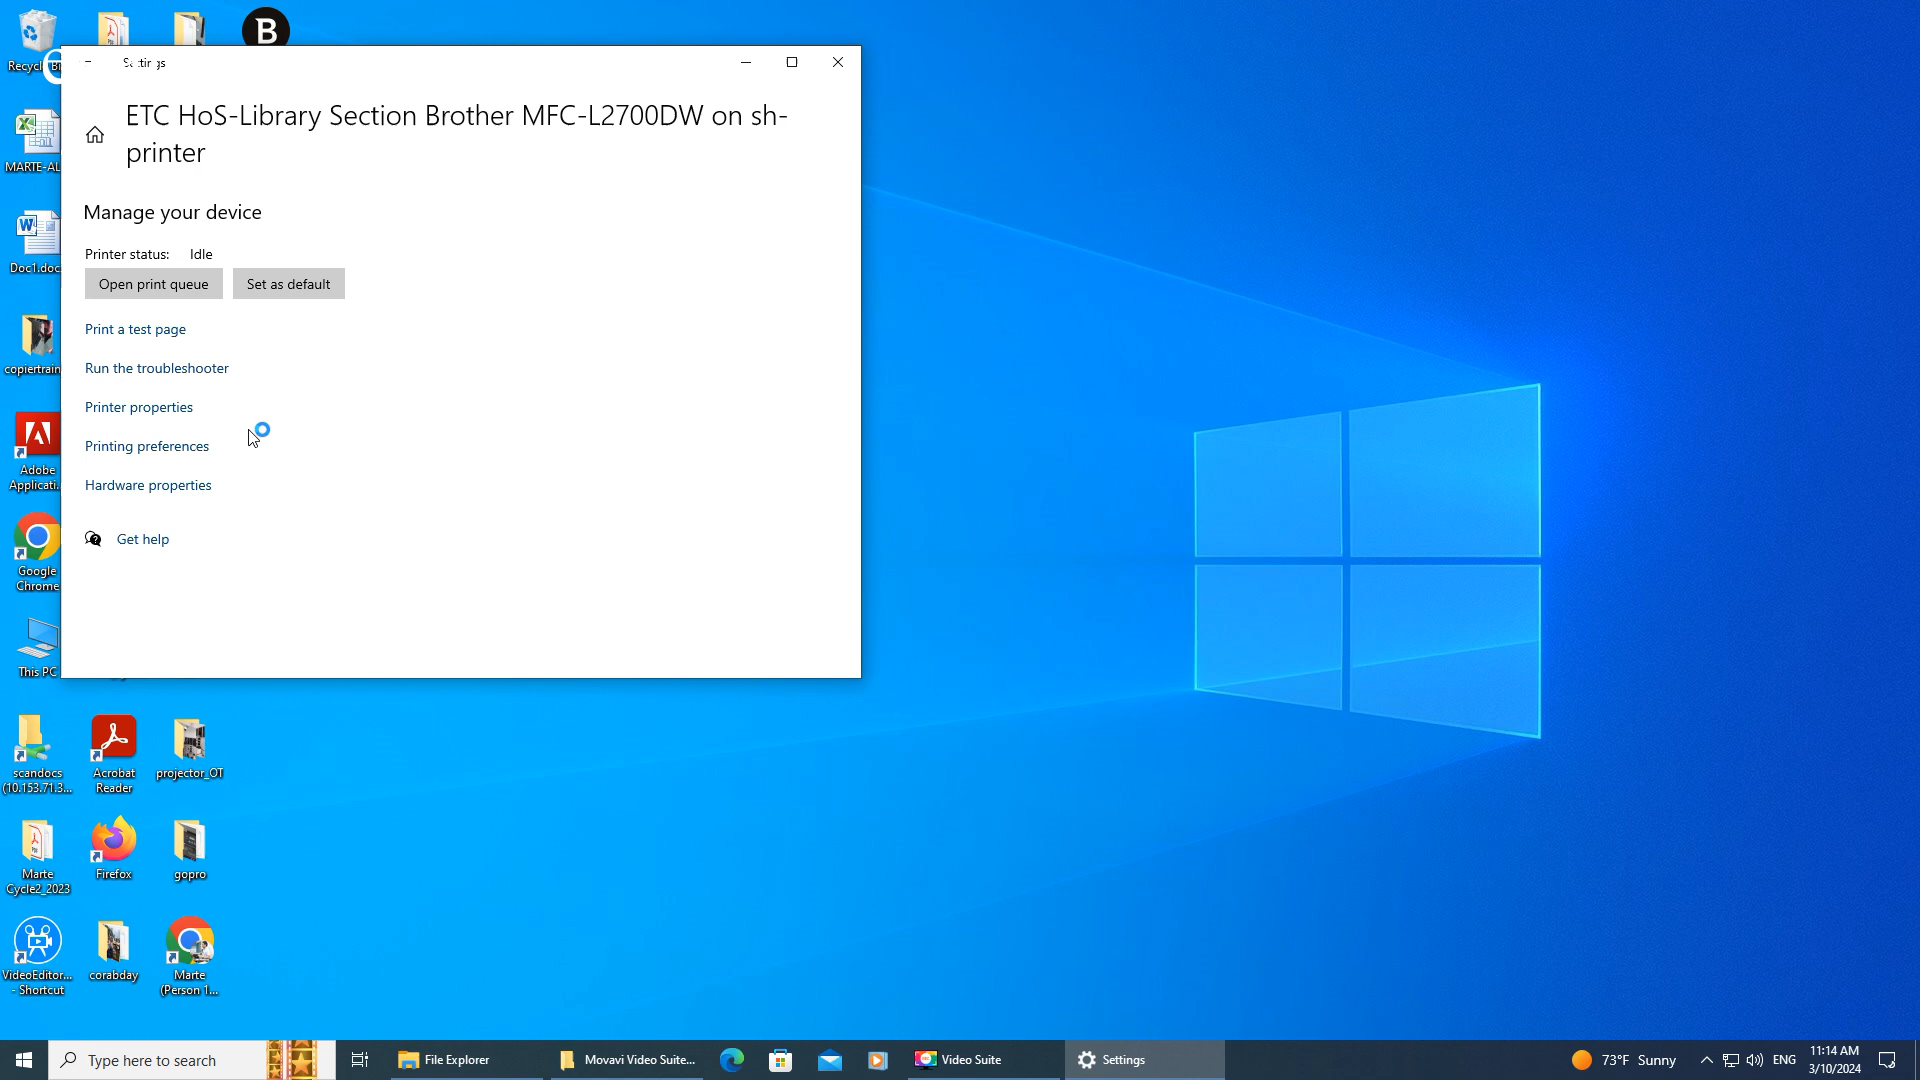 Recycle Bin
MARTE-AL
Doc1.doc
copiertrain
Adobe
Applicati...
Google
Chrome
This PC
scandocs
(10.153.71.3...
Marte
Cycle2_2023
VideoEditor...
- Shortcut
Acrobat
Reader
Firefox
corabday
projector_OT
gopro
Marte
(Person 1...
B
Settings
ETC HoS-Library Section Brother MFC-L2700DW on sh-
printer
Manage your device
Printer status: Idle
Open print queue Set as default
Print a test page
Run the troubleshooter
Printer properties
Printing preferences
Hardware properties
Get help
Type here to search
File Explorer
Movavi Video Suite...
Video Suite
Settings
73°F Sunny
ENG
11:14 AM
3/10/2024